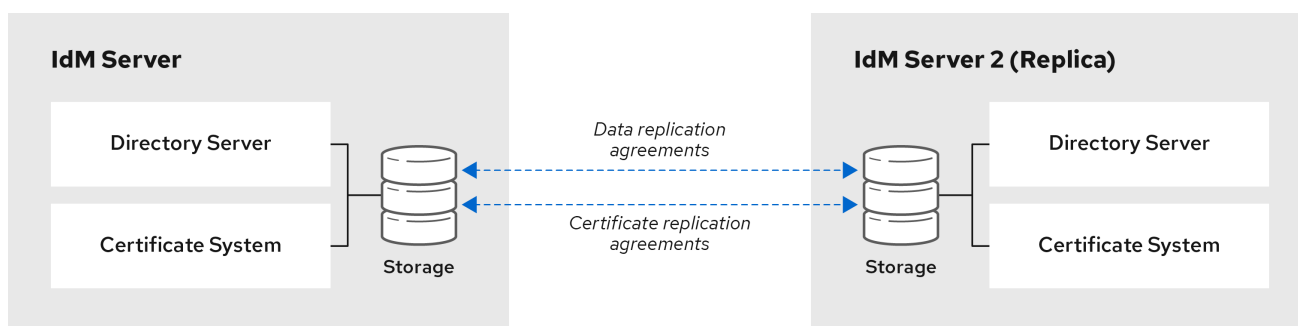 IdM Server
Directory Server
Certificate System
Storage
Data replication
agreements
Certificate replication
agreements
IdM Server 2 (Replica)
Storage
Directory Server
Certificate System